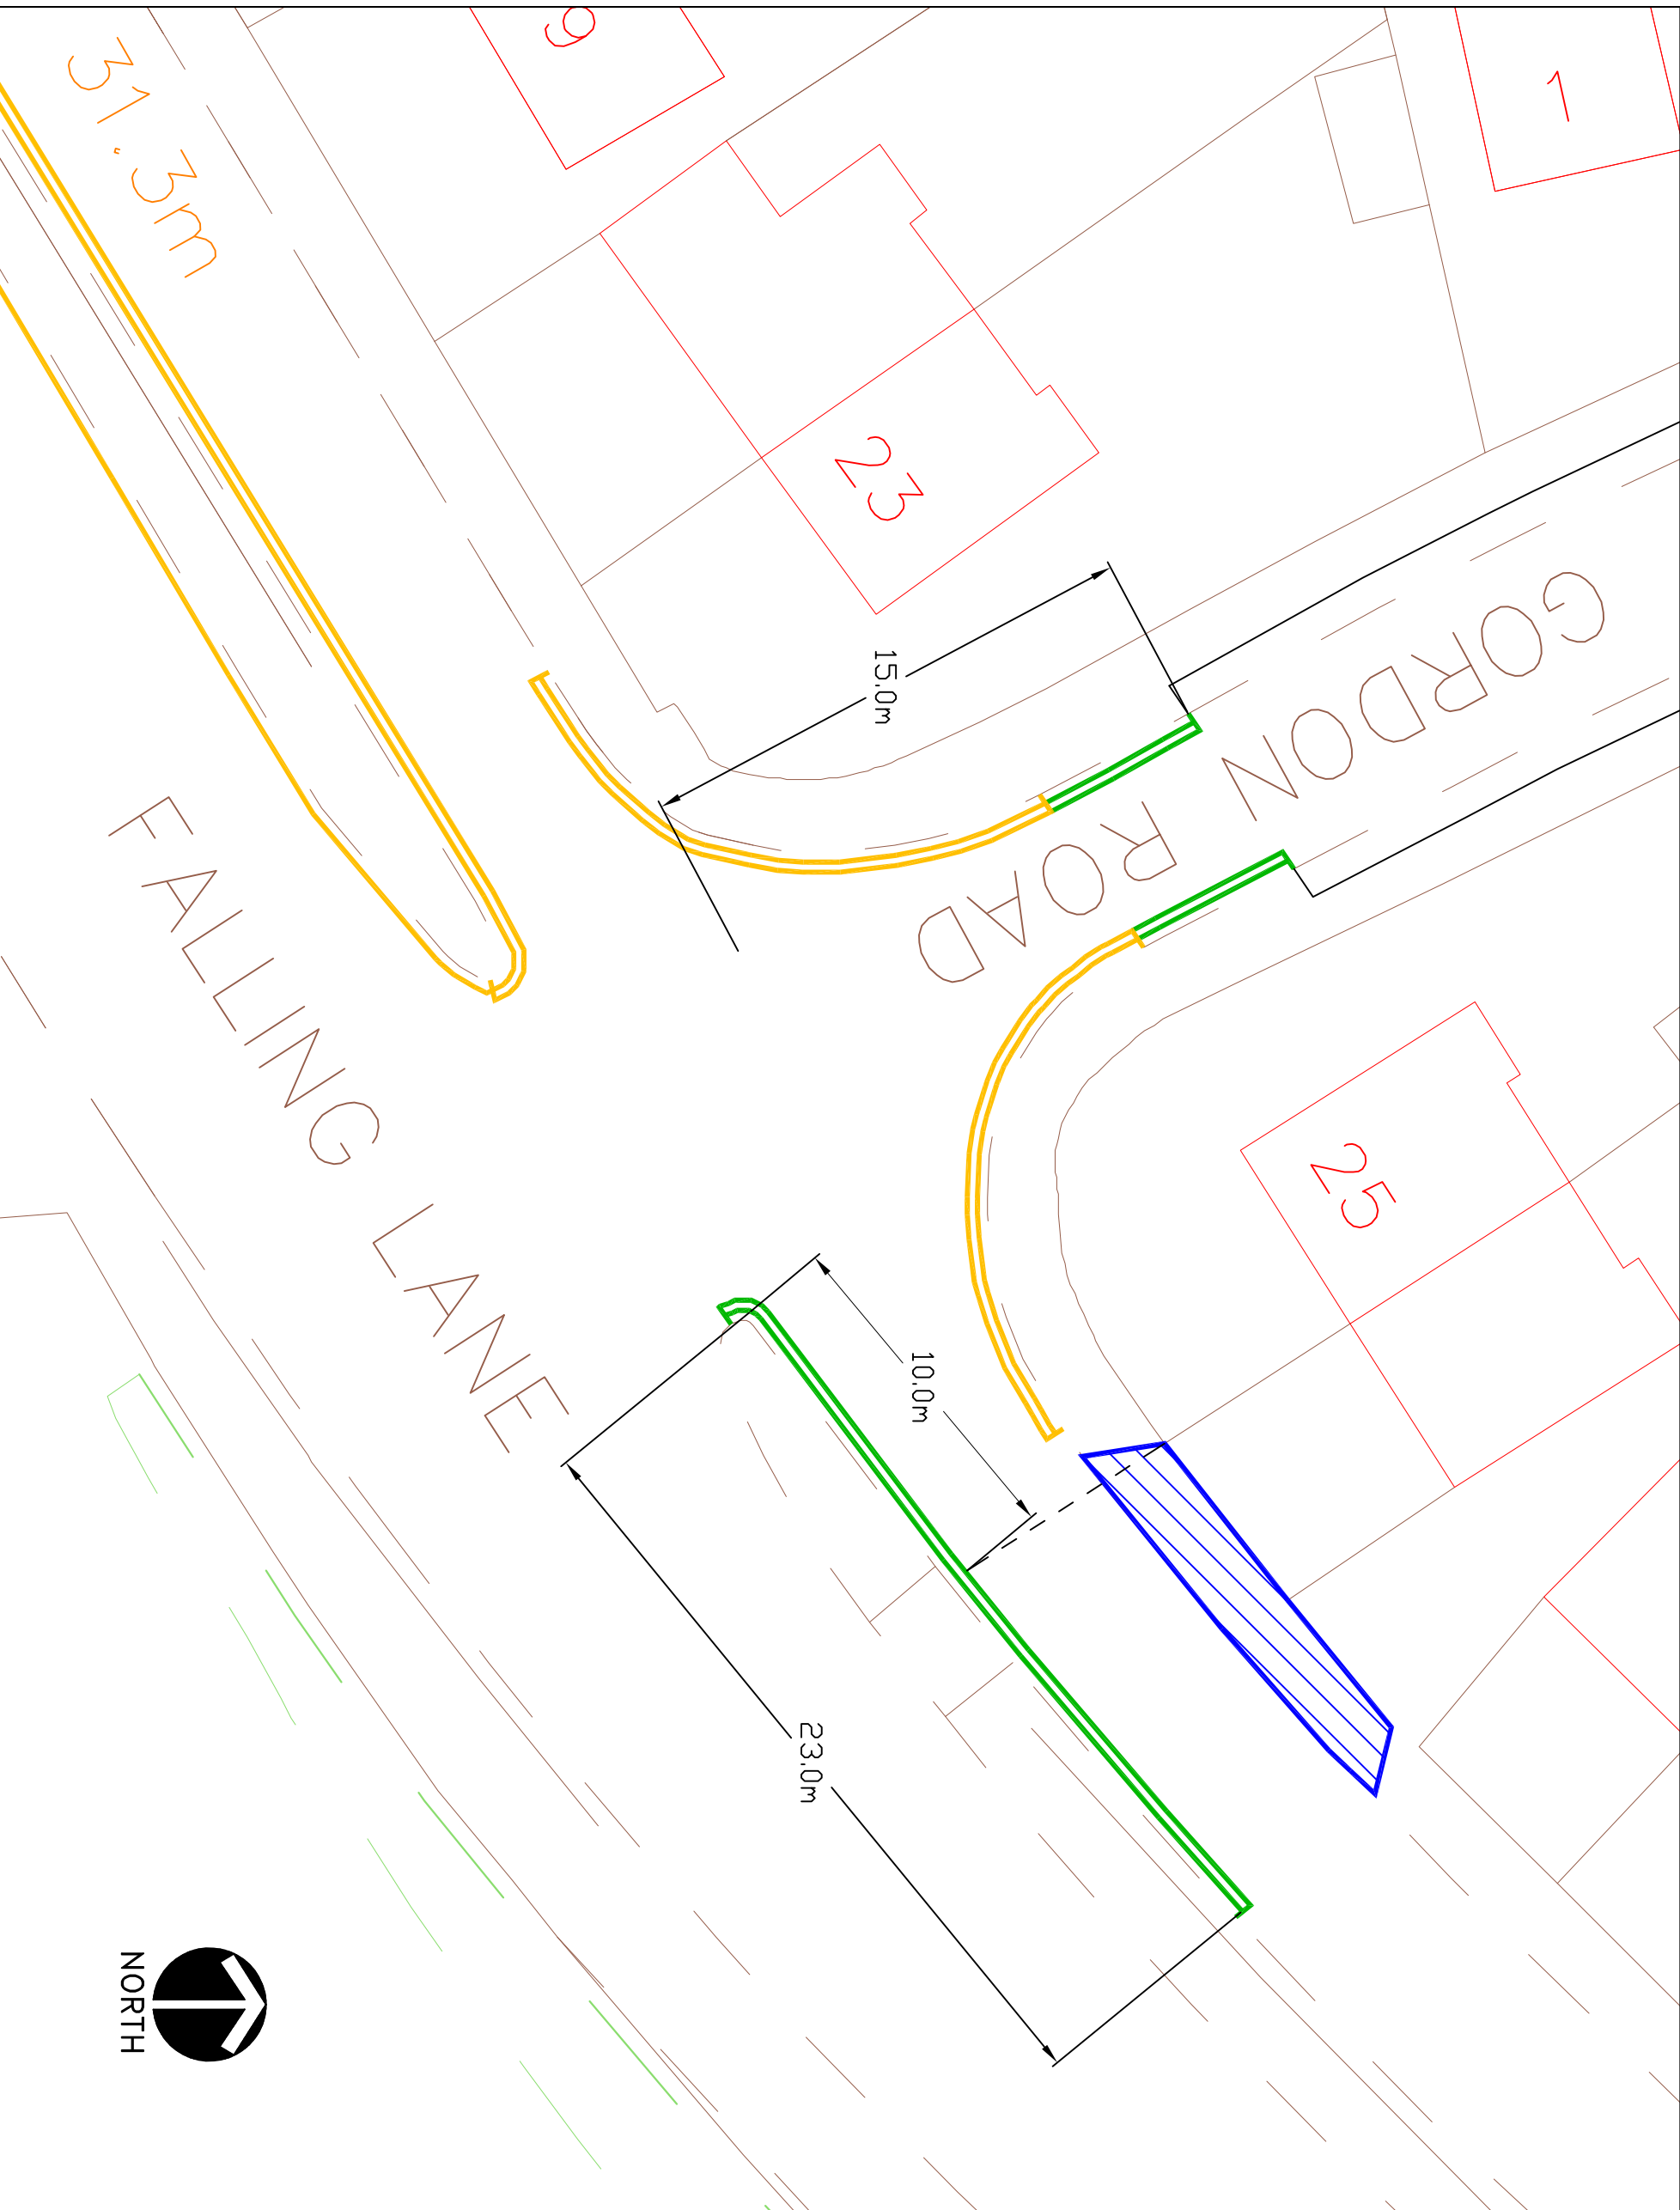 31.3m
9
1
23
GORDON ROAD
15.0m
FALLING LANE
25
10.0m
23.0m
NORTH